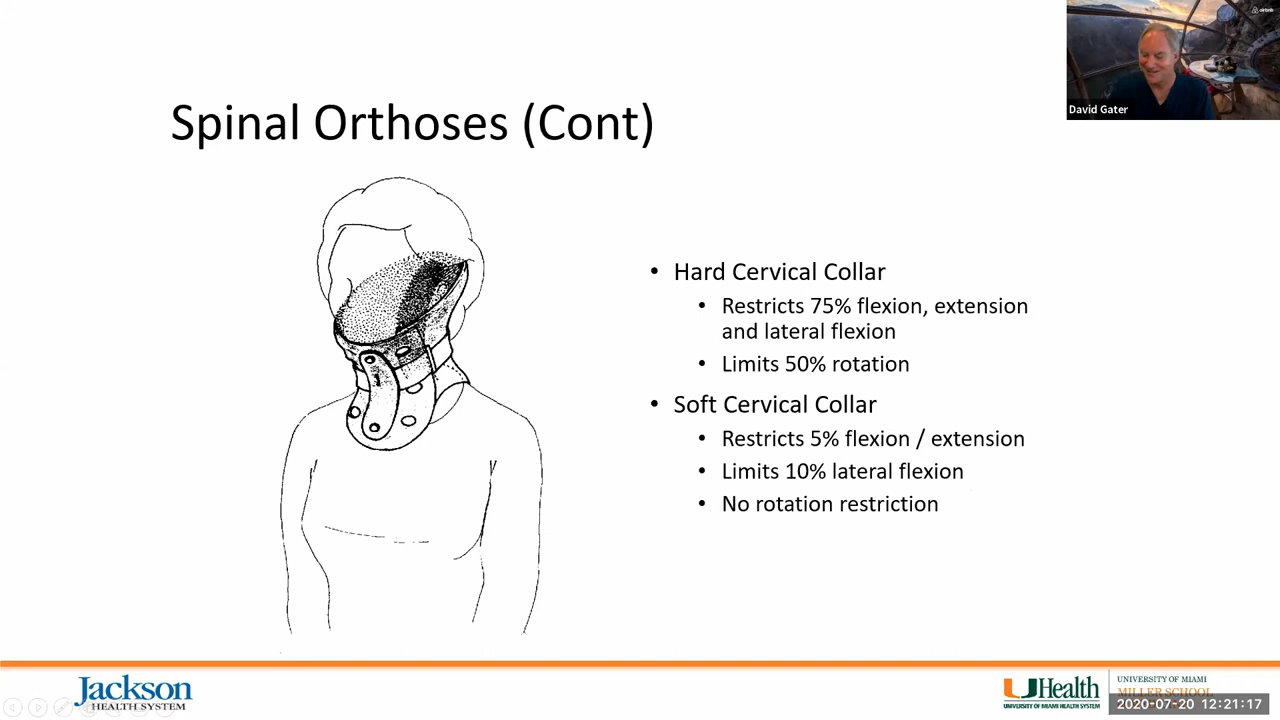 airbnb
David Gater
Spinal Orthoses (Cont)
• Hard Cervical Collar
• Restricts 75% flexion, extension
and lateral flexion
• Limits 50% rotation
• Soft Cervical Collar
• Restricts 5% flexion / extension
• Limits 10% lateral flexion
• No rotation restriction
Jackson
HEALTH SYSTEM
UHealth
UNIVERSITY OF MIAMI HEALTH SYSTEM
UNIVERSITY OF MIAMI
MILLER SCHOOL
2020-07-20 12:21:17